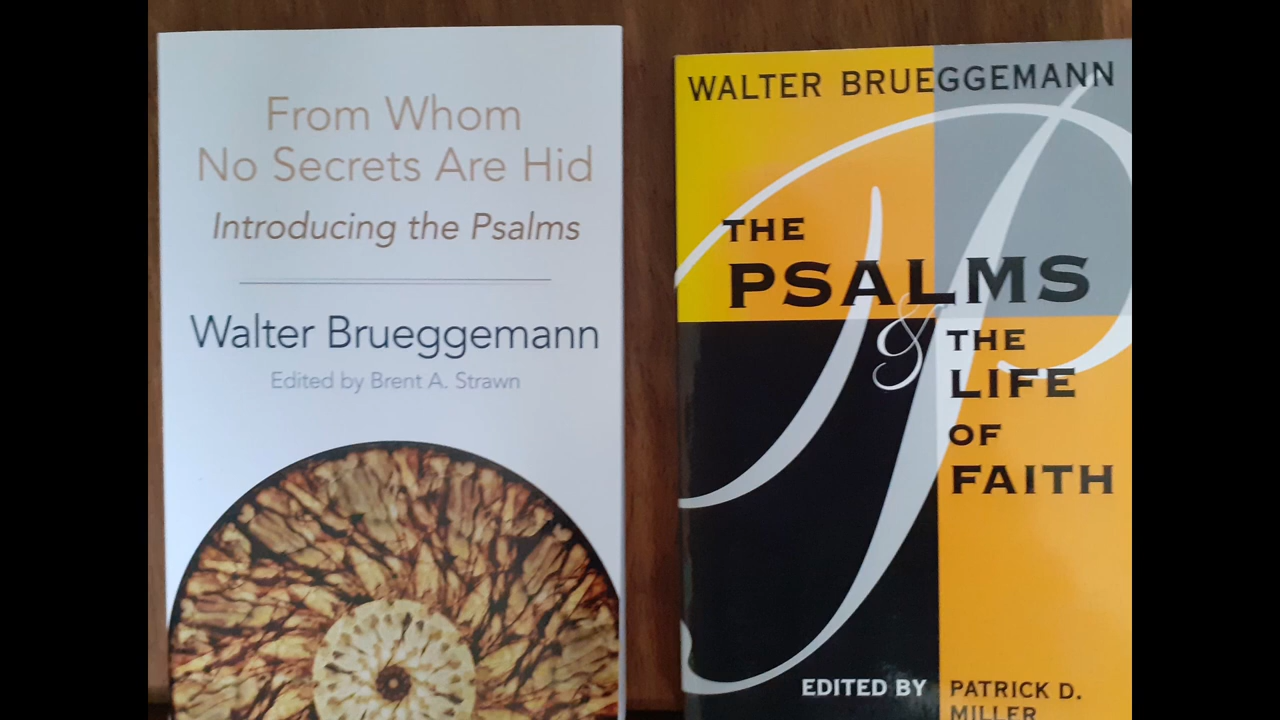 From Whom
No Secrets Are Hid
Introducing the Psalms
Walter Brueggemann
Edited by Brent A. Strawn
WALTER BRUEGGEMANN
THE
PSALMS
& THE
LIFE
OF
FAITH
EDITED BY PATRICK D.
MILLER